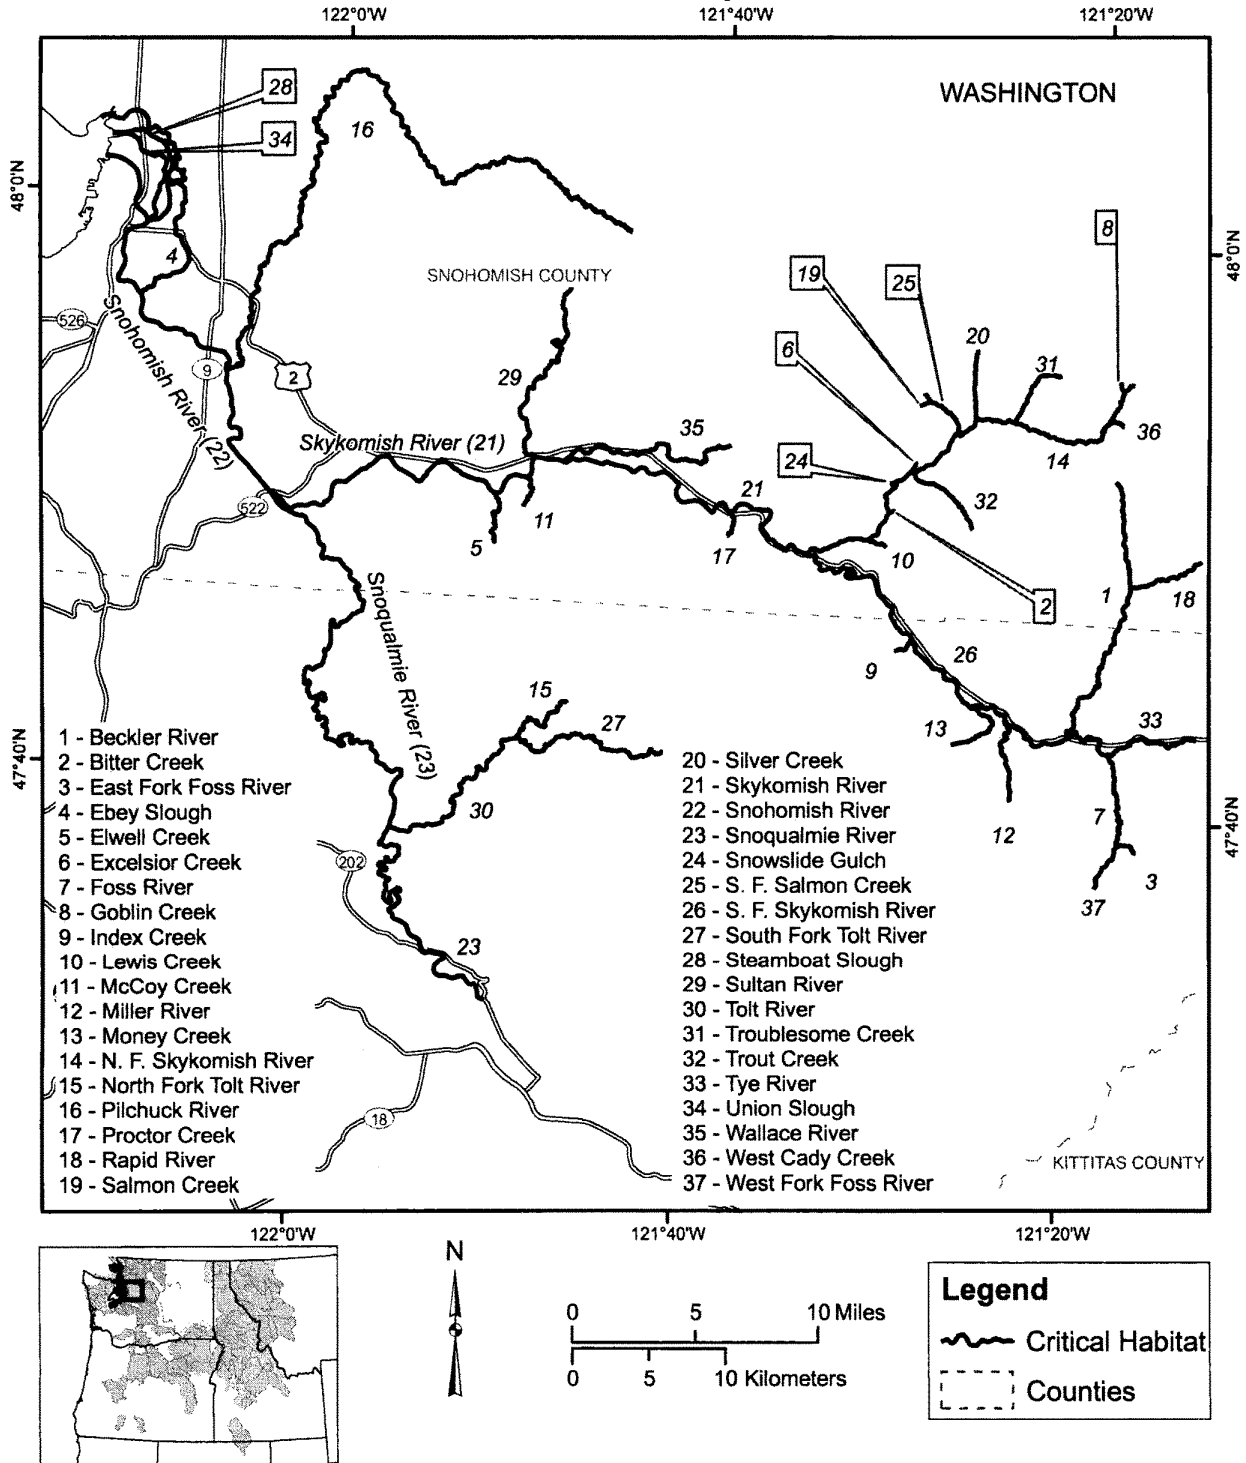 122°0'W
121°40'W
121°20'W
WASHINGTON
28
34
16
48°0'N
8
48°0'N
4
SNOHOMISH COUNTY
19
25
20
6
31
526
Snohomish River (22)
9
2
29
36
Skykomish River (21)
35
14
24
522
21
32
11
5
17
10
2
1
18
Snoqualmie River (23)
9
26
15
27
13
33
47°40'N
30
12
7
47°40'N
3
37
202
23
18
1 - Beckler River
2 - Bitter Creek
3 - East Fork Foss River
4 - Ebey Slough
5 - Elwell Creek
6 - Excelsior Creek
7 - Foss River
8 - Goblin Creek
9 - Index Creek
10 - Lewis Creek
11 - McCoy Creek
12 - Miller River
13 - Money Creek
14 - N. F. Skykomish River
15 - North Fork Tolt River
16 - Pilchuck River
17 - Proctor Creek
18 - Rapid River
19 - Salmon Creek
20 - Silver Creek
21 - Skykomish River
22 - Snohomish River
23 - Snoqualmie River
24 - Snowslide Gulch
25 - S. F. Salmon Creek
26 - S. F. Skykomish River
27 - South Fork Tolt River
28 - Steamboat Slough
29 - Sultan River
30 - Tolt River
31 - Troublesome Creek
32 - Trout Creek
33 - Tye River
34 - Union Slough
35 - Wallace River
36 - West Cady Creek
37 - West Fork Foss River
KITTITAS COUNTY
122°0'W
121°40'W
121°20'W
N
0 5 10 Miles
0 5 10 Kilometers
Legend
Critical Habitat
Counties